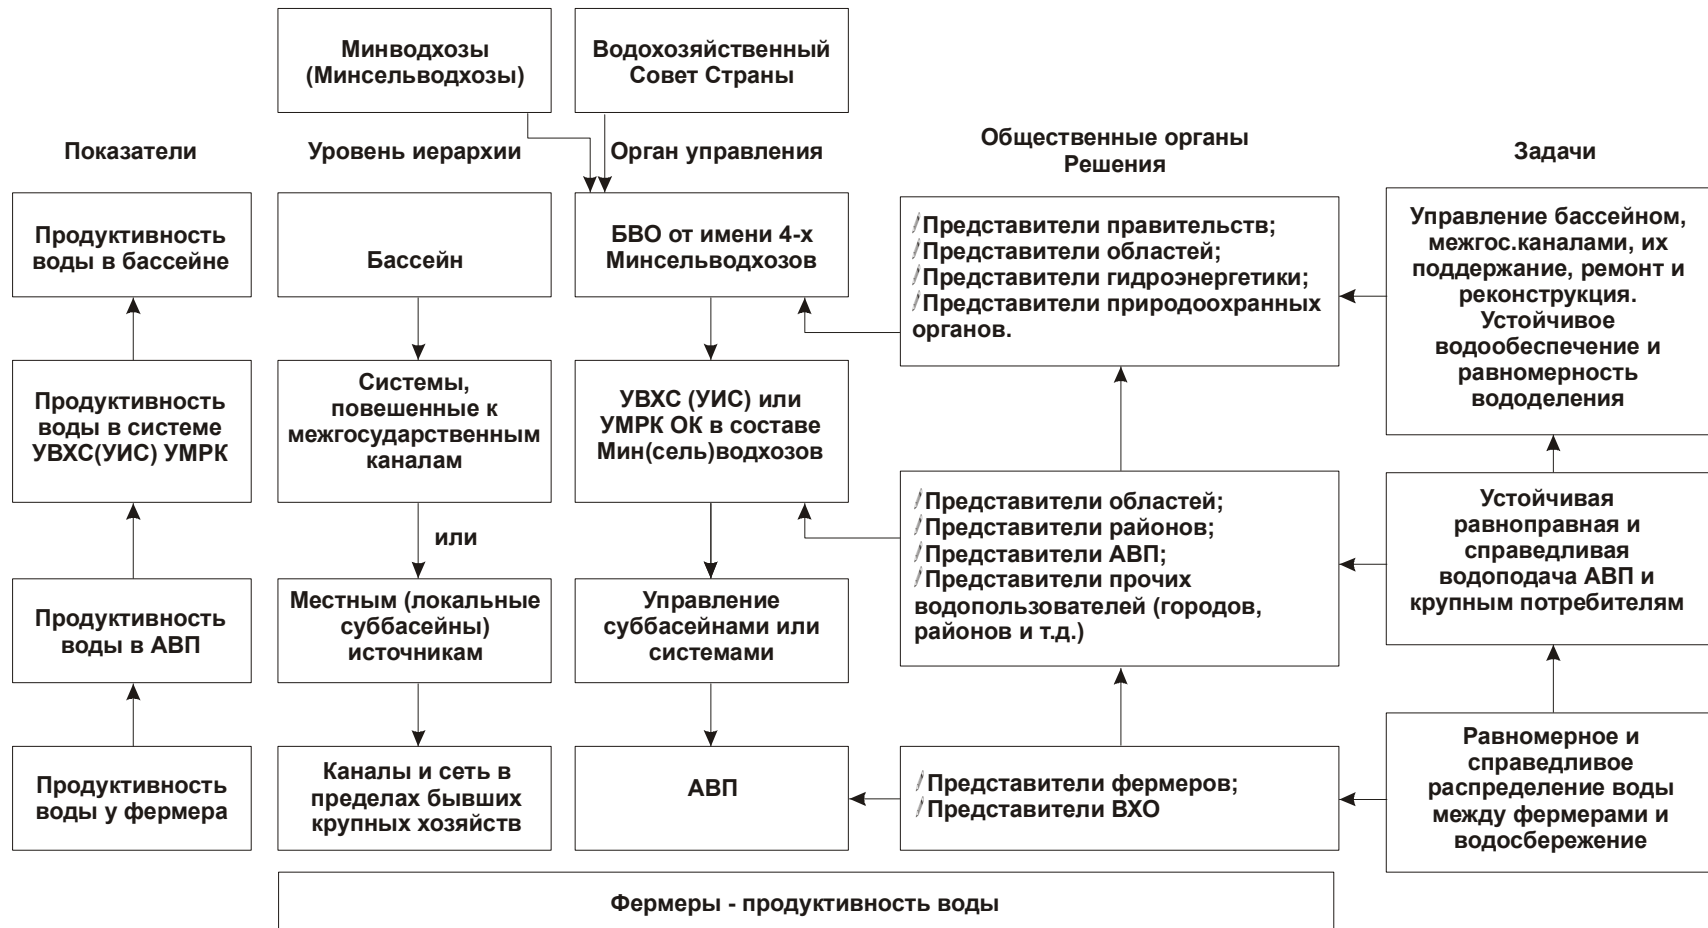 Минводхозы
(Минсельводхозы)
Водохозяйственный
Совет Страны
Показатели
Уровень иерархии
Орган управления
Общественные органы
Решения
Задачи
Продуктивность
воды в бассейне
Бассейн
БВО от имени 4-х
Минсельводхозов
Представители правительств;
Представители областей;
Представители гидроэнергетики;
Представители природоохранных
органов.
Управление бассейном,
межгос.каналами, их
поддержание, ремонт и
реконструкция.
Устойчивое
водообеспечение и
равномерность
вододеления
Продуктивность
воды в системе
УВХС(УИС) УМРК
Системы,
повешенные к
межгосударственным
каналам
УВХС (УИС) или
УМРК ОК в составе
Мин(сель)водхозов
или
Представители областей;
Представители районов;
Представители АВП;
Представители прочих
водопользователей (городов,
районов и т.д.)
Устойчивая
равноправная и
справедливая
водоподача АВП и
крупным потребителям
Продуктивность
воды в АВП
Местным (локальные
суббасейны)
источникам
Управление
суббасейнами или
системами
Продуктивность
воды у фермера
Каналы и сеть в
пределах бывших
крупных хозяйств
АВП
Представители фермеров;
Представители ВХО
Равномерное и
справедливое
распределение воды
между фермерами и
водосбережение
Фермеры - продуктивность воды